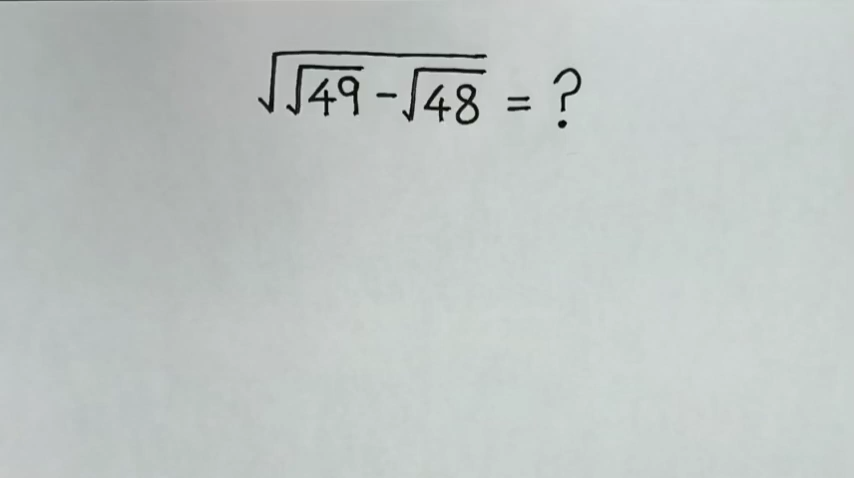 √(√49 - √48) = ?